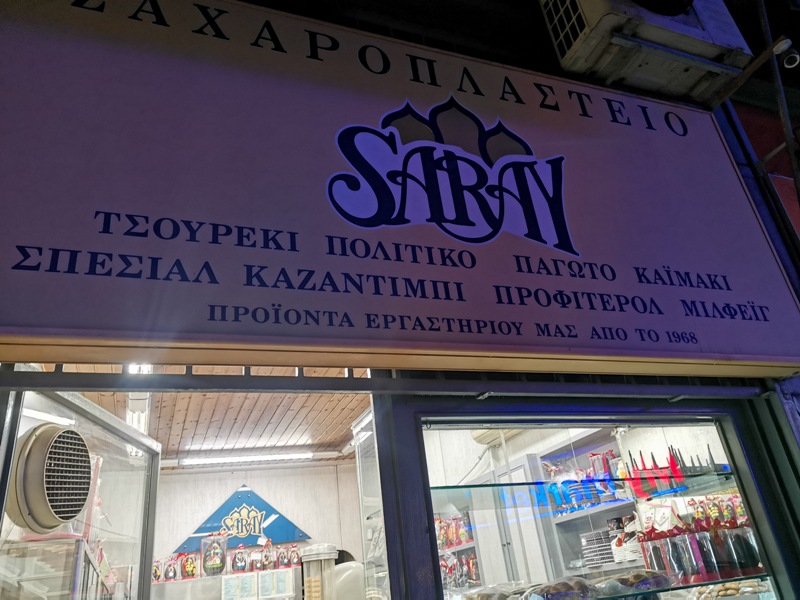 ΖΑΧΑΡΟΠΛΑΣΤΕΙΟ
SARAY
ΤΣΟΥΡΕΚΙ ΠΟΛΙΤΙΚΟ ΠΑΓΩΤΟ ΚΑΪΜΑΚΙ
ΣΠΕΣΙΑΛ ΚΑΖΑΝΤΙΜΠΙ ΠΡΟΦΙΤΕΡΟΛ ΜΙΛΦΕΪΓ
ΠΡΟΪΟΝΤΑ ΕΡΓΑΣΤΗΡΙΟΥ ΜΑΣ ΑΠΟ ΤΟ 1968
SARAY